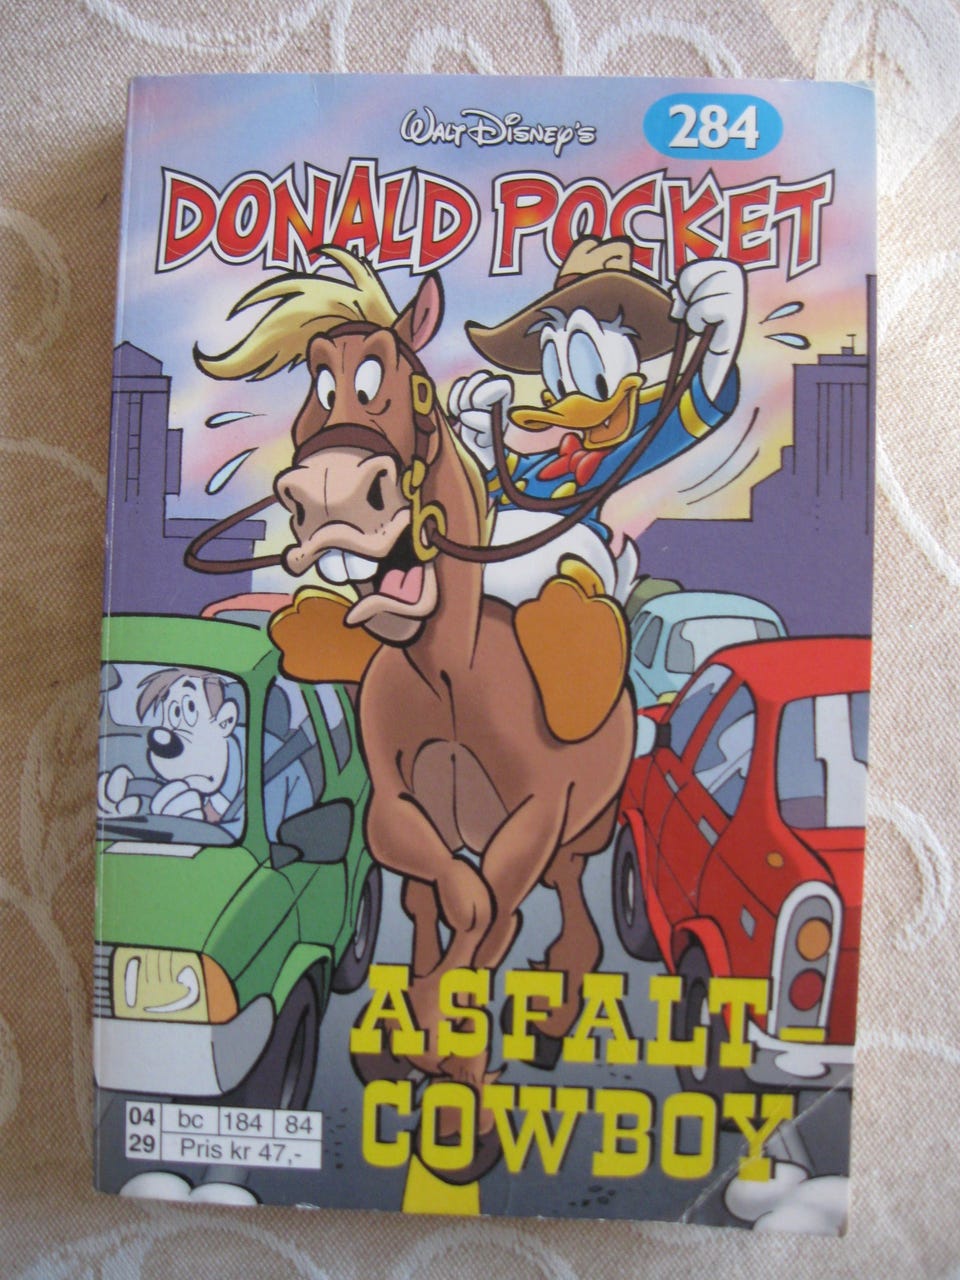 Walt Disney's
284
DONALD POCKET
ASFALT-
COWBOY
04 bc 184 84
29 Pris kr 47,-